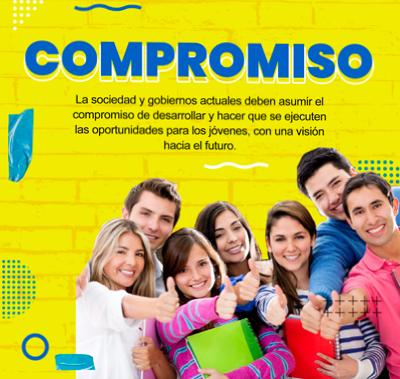 COMPROMISO
La sociedad y gobiernos actuales deben asumir el
compromiso de desarrollar y hacer que se ejecuten
las oportunidades para los jóvenes, con una visión
hacia el futuro.